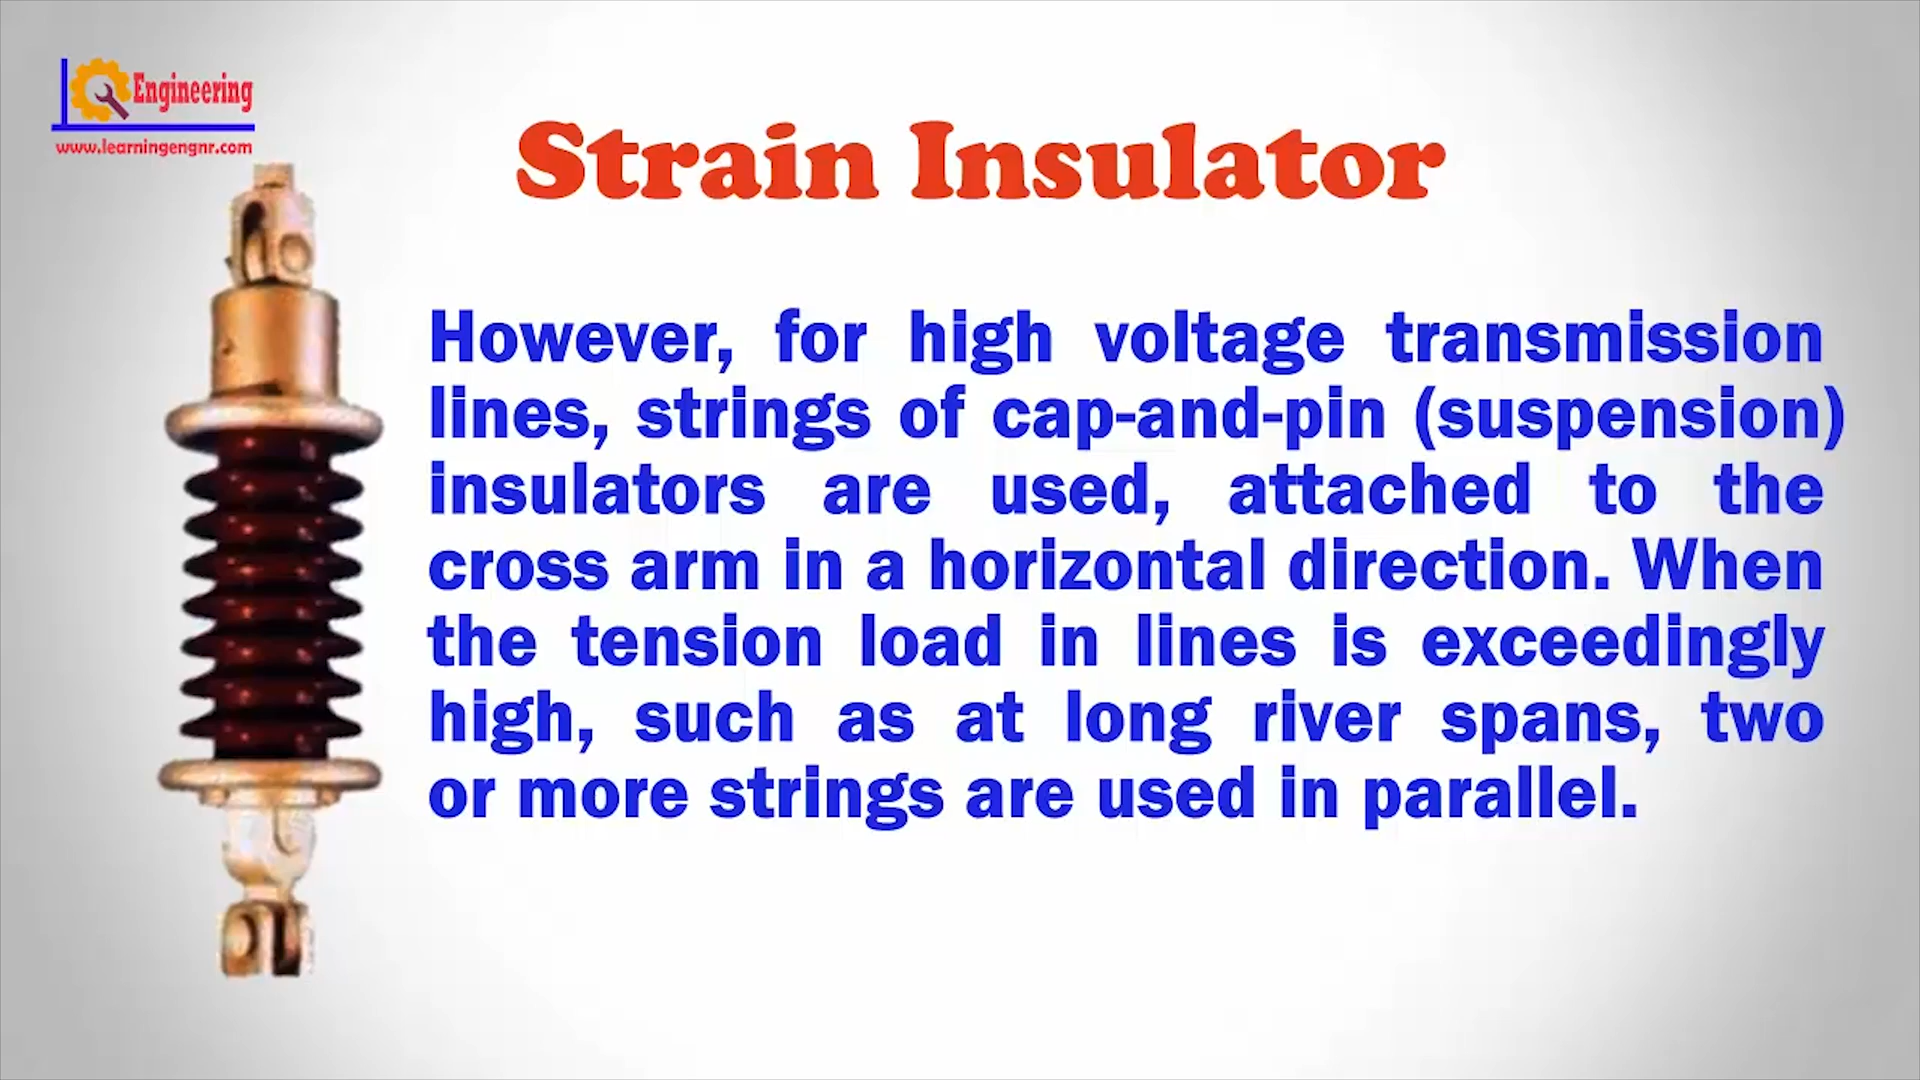 Engineering
www.learningengnr.com
Strain Insulator
However, for high voltage transmission
lines, strings of cap-and-pin (suspension)
insulators are used, attached to the
cross arm in a horizontal direction. When
the tension load in lines is exceedingly
high, such as at long river spans, two
or more strings are used in parallel.